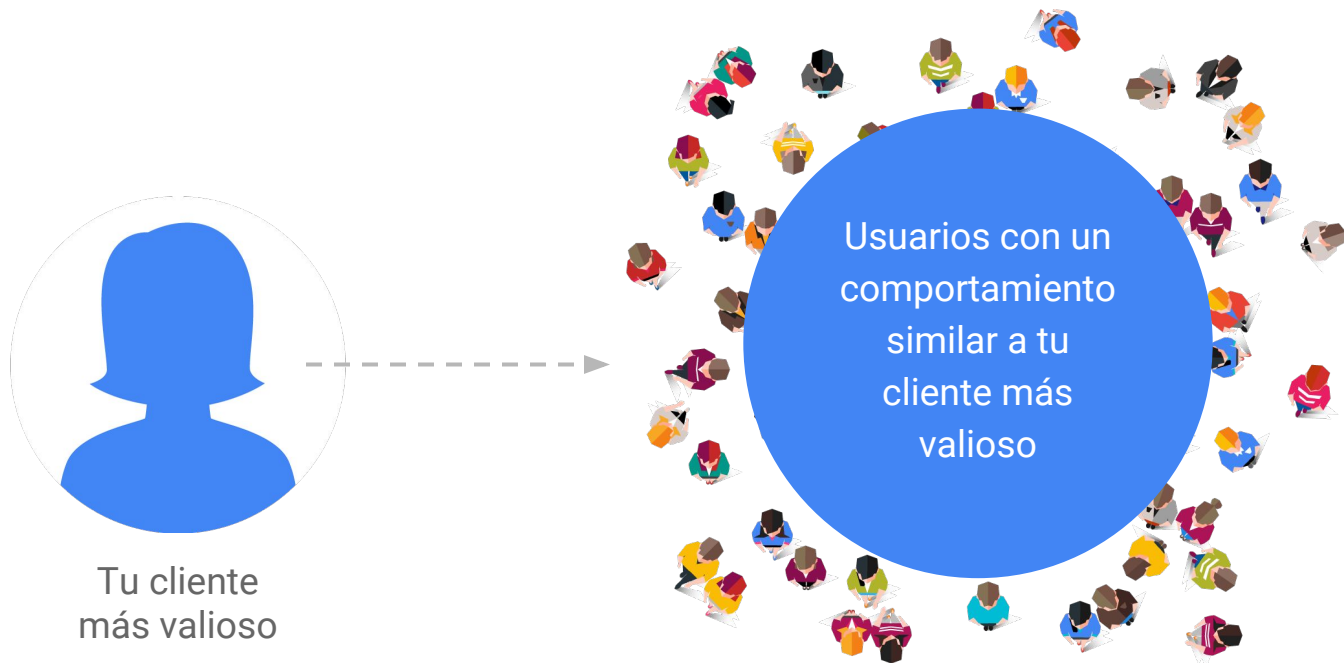 Tu cliente
más valioso
Usuarios con un
comportamiento
similar a tu
cliente más
valioso